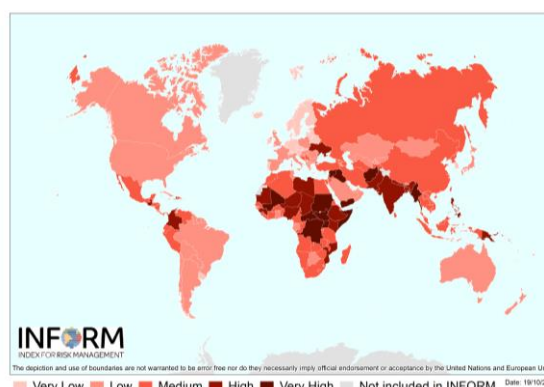 INFORM
INDEX FOR RISK MANAGEMENT
The depiction and use of boundaries are not warranted to be error free nor do they necessarily imply official endorsement or acceptance by the United Nations and European
Very Low Low Medium High Very High Not included in INFORM
Date: 19/10/